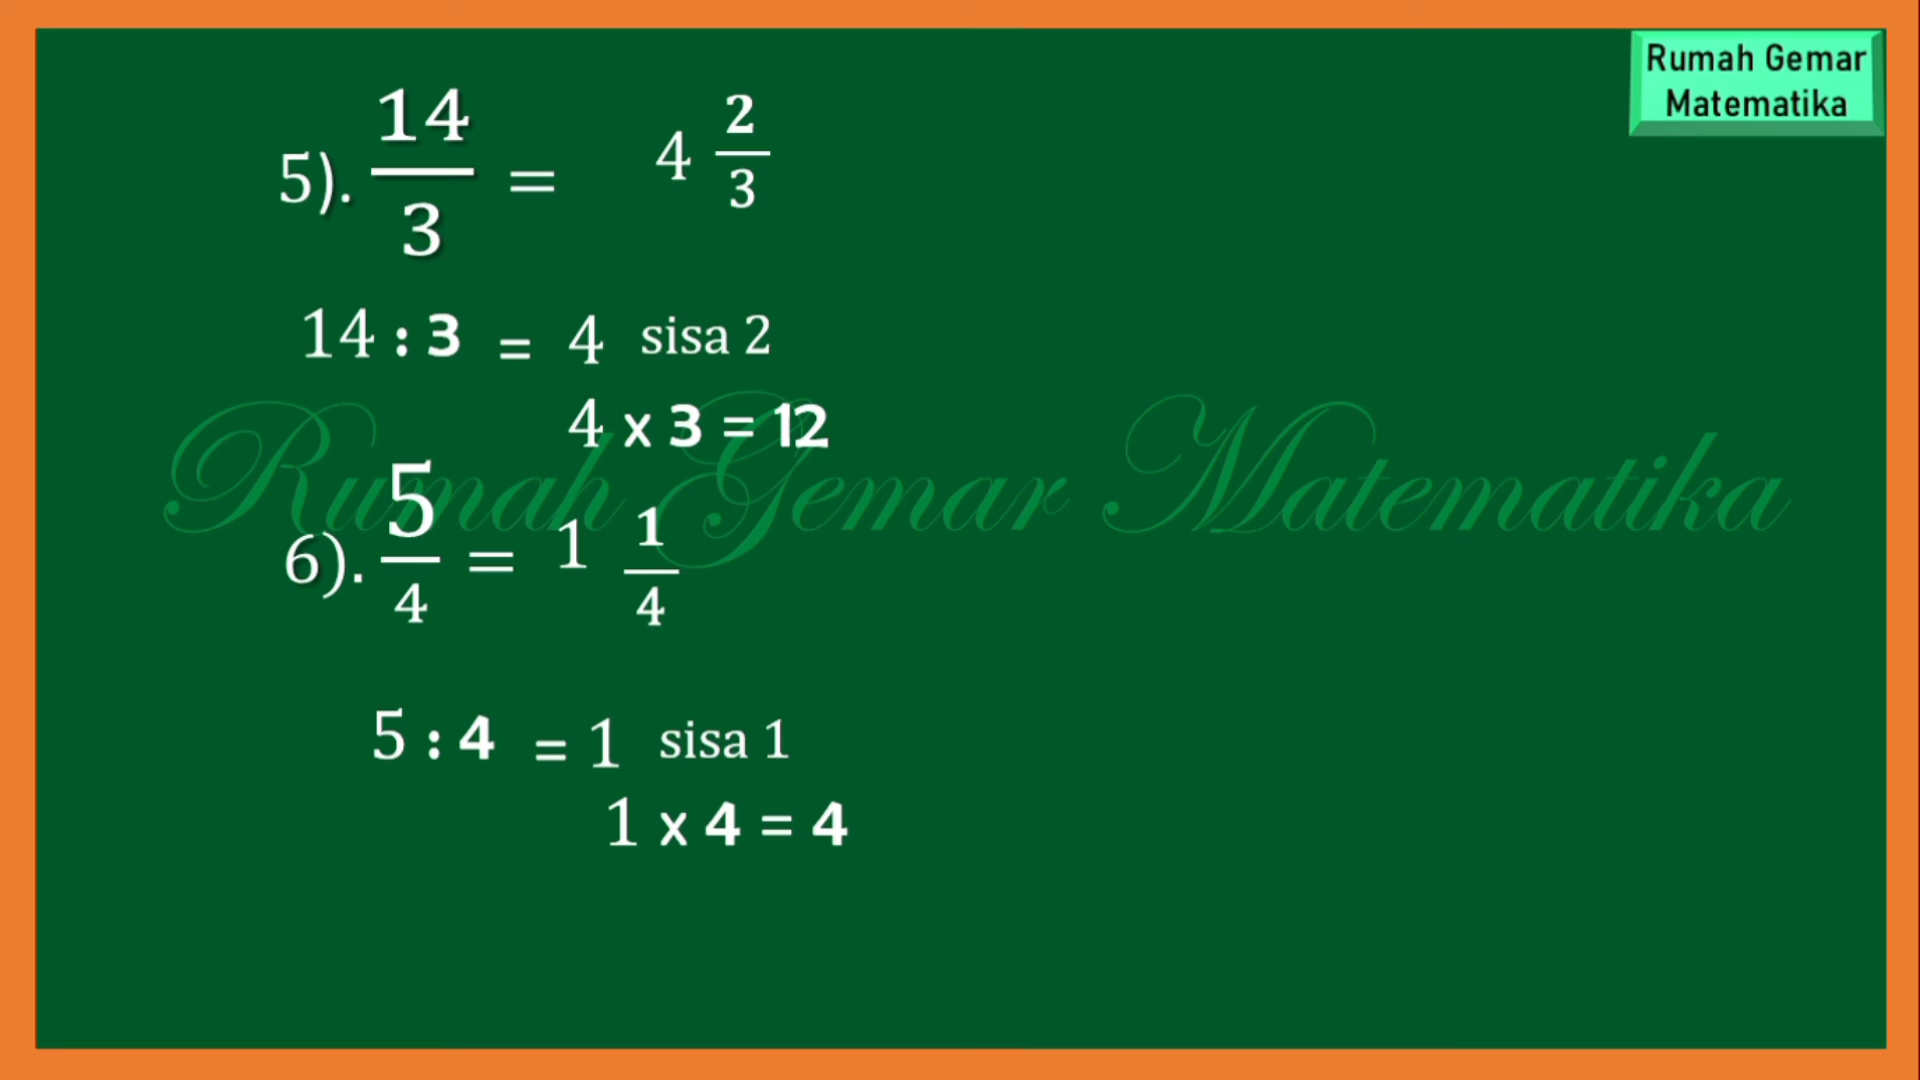 Rumah Gemar
Matematika
5). 14/3 = 4 2/3
14 : 3 = 4 sisa 2
4 x 3 = 12
Rumah Gemar Matematika
6). 5/4 = 1 1/4
5 : 4 = 1 sisa 1
1 x 4 = 4